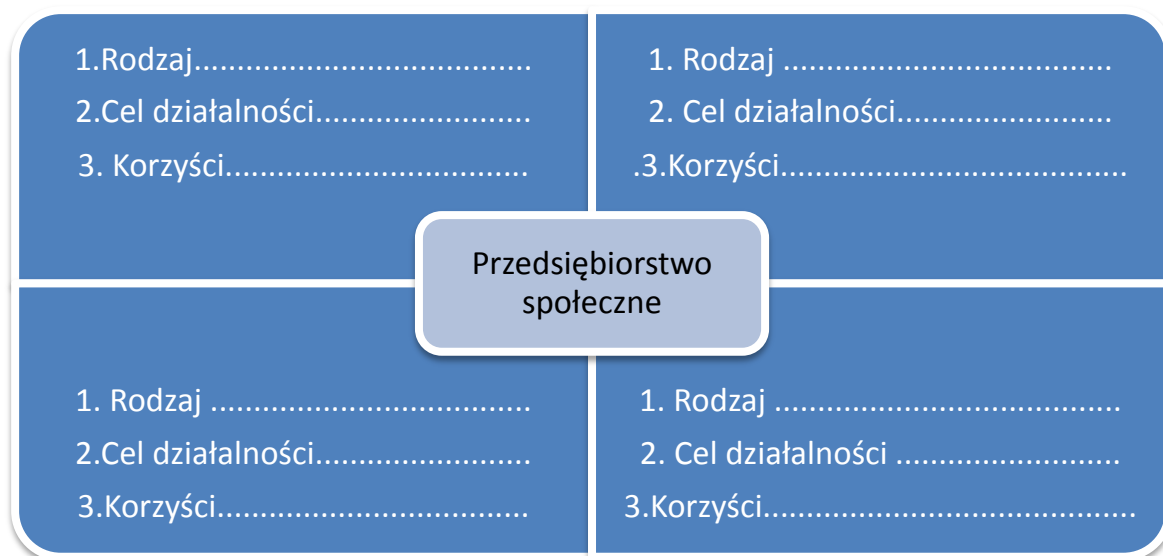 1.Rodzaj.......................................
2.Cel działalności.........................
3. Korzyści...................................
1. Rodzaj ......................................
2. Cel działalności.........................
.3.Korzyści........................................
Przedsiębiorstwo
społeczne
1. Rodzaj .....................................
2.Cel działalności.........................
3.Korzyści....................................
1. Rodzaj ........................................
2. Cel działalności ..........................
3.Korzyści...........................................